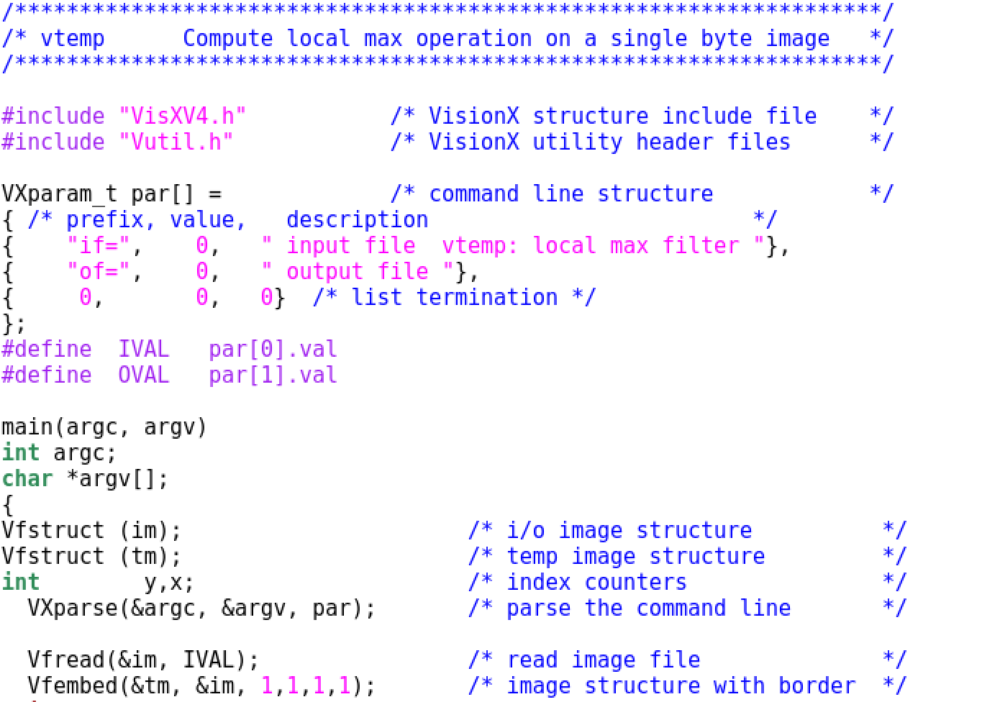 /*******************************************************************/
/* vtemp      Compute local max operation on a single byte image   */
/*******************************************************************/

#include "VisXV4.h"           /* VisionX structure include file    */
#include "Vutil.h"            /* VisionX utility header files      */

VXparam_t par[] =             /* command line structure            */
{ /* prefix, value,   description                         */
{    "if=",    0,   " input file  vtemp: local max filter "},
{    "of=",    0,   " output file "},
{     0,       0,   0}  /* list termination */
};
#define  IVAL   par[0].val
#define  OVAL   par[1].val

main(argc, argv)
int argc;
char *argv[];
{
Vfstruct (im);                      /* i/o image structure          */
Vfstruct (tm);                      /* temp image structure         */
int        y,x;                     /* index counters               */
  VXparse(&argc, &argv, par);       /* parse the command line       */

  Vfread(&im, IVAL);                /* read image file              */
  Vfembed(&tm, &im, 1,1,1,1);       /* image structure with border  */